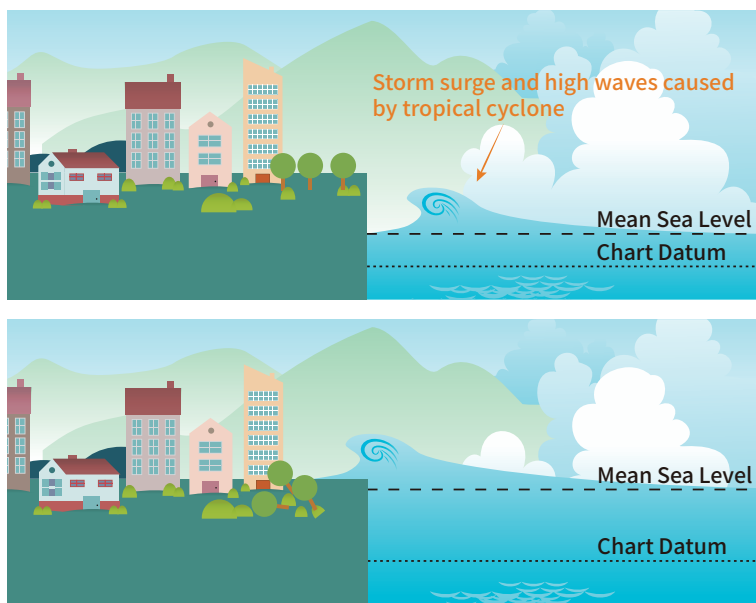 Storm surge and high waves caused
by tropical cyclone
Mean Sea Level
Chart Datum
Mean Sea Level
Chart Datum